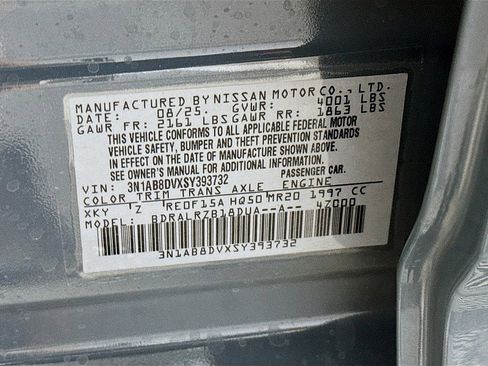 MANUFACTURED BY NISSAN MOTOR CO., LTD.
DATE: 08/25 GVWR: 4001 LBS
GAWR FR: 2161 LBS GAWR RR: 1863 LBS
THIS VEHICLE CONFORMS TO ALL APPLICABLE FEDERAL MOTOR
VEHICLE SAFETY, BUMPER, AND THEFT PREVENTION STANDARDS
IN EFFECT ON THE DATE OF MANUFACTURE SHOWN ABOVE.
SEE OWNER'S MANUAL FOR ADDITIONAL INFORMATION.
VIN: 3N1AB8DVXSY393732 PASSENGER CAR.
COLOR TRIM TRANS AXLE ENGINE
XKY Z RE0F15A HQ50 MR20 1997 CC
MODEL: BDRALRZB18DUA--A-- 4Z000
3N1AB8DVXSY393732